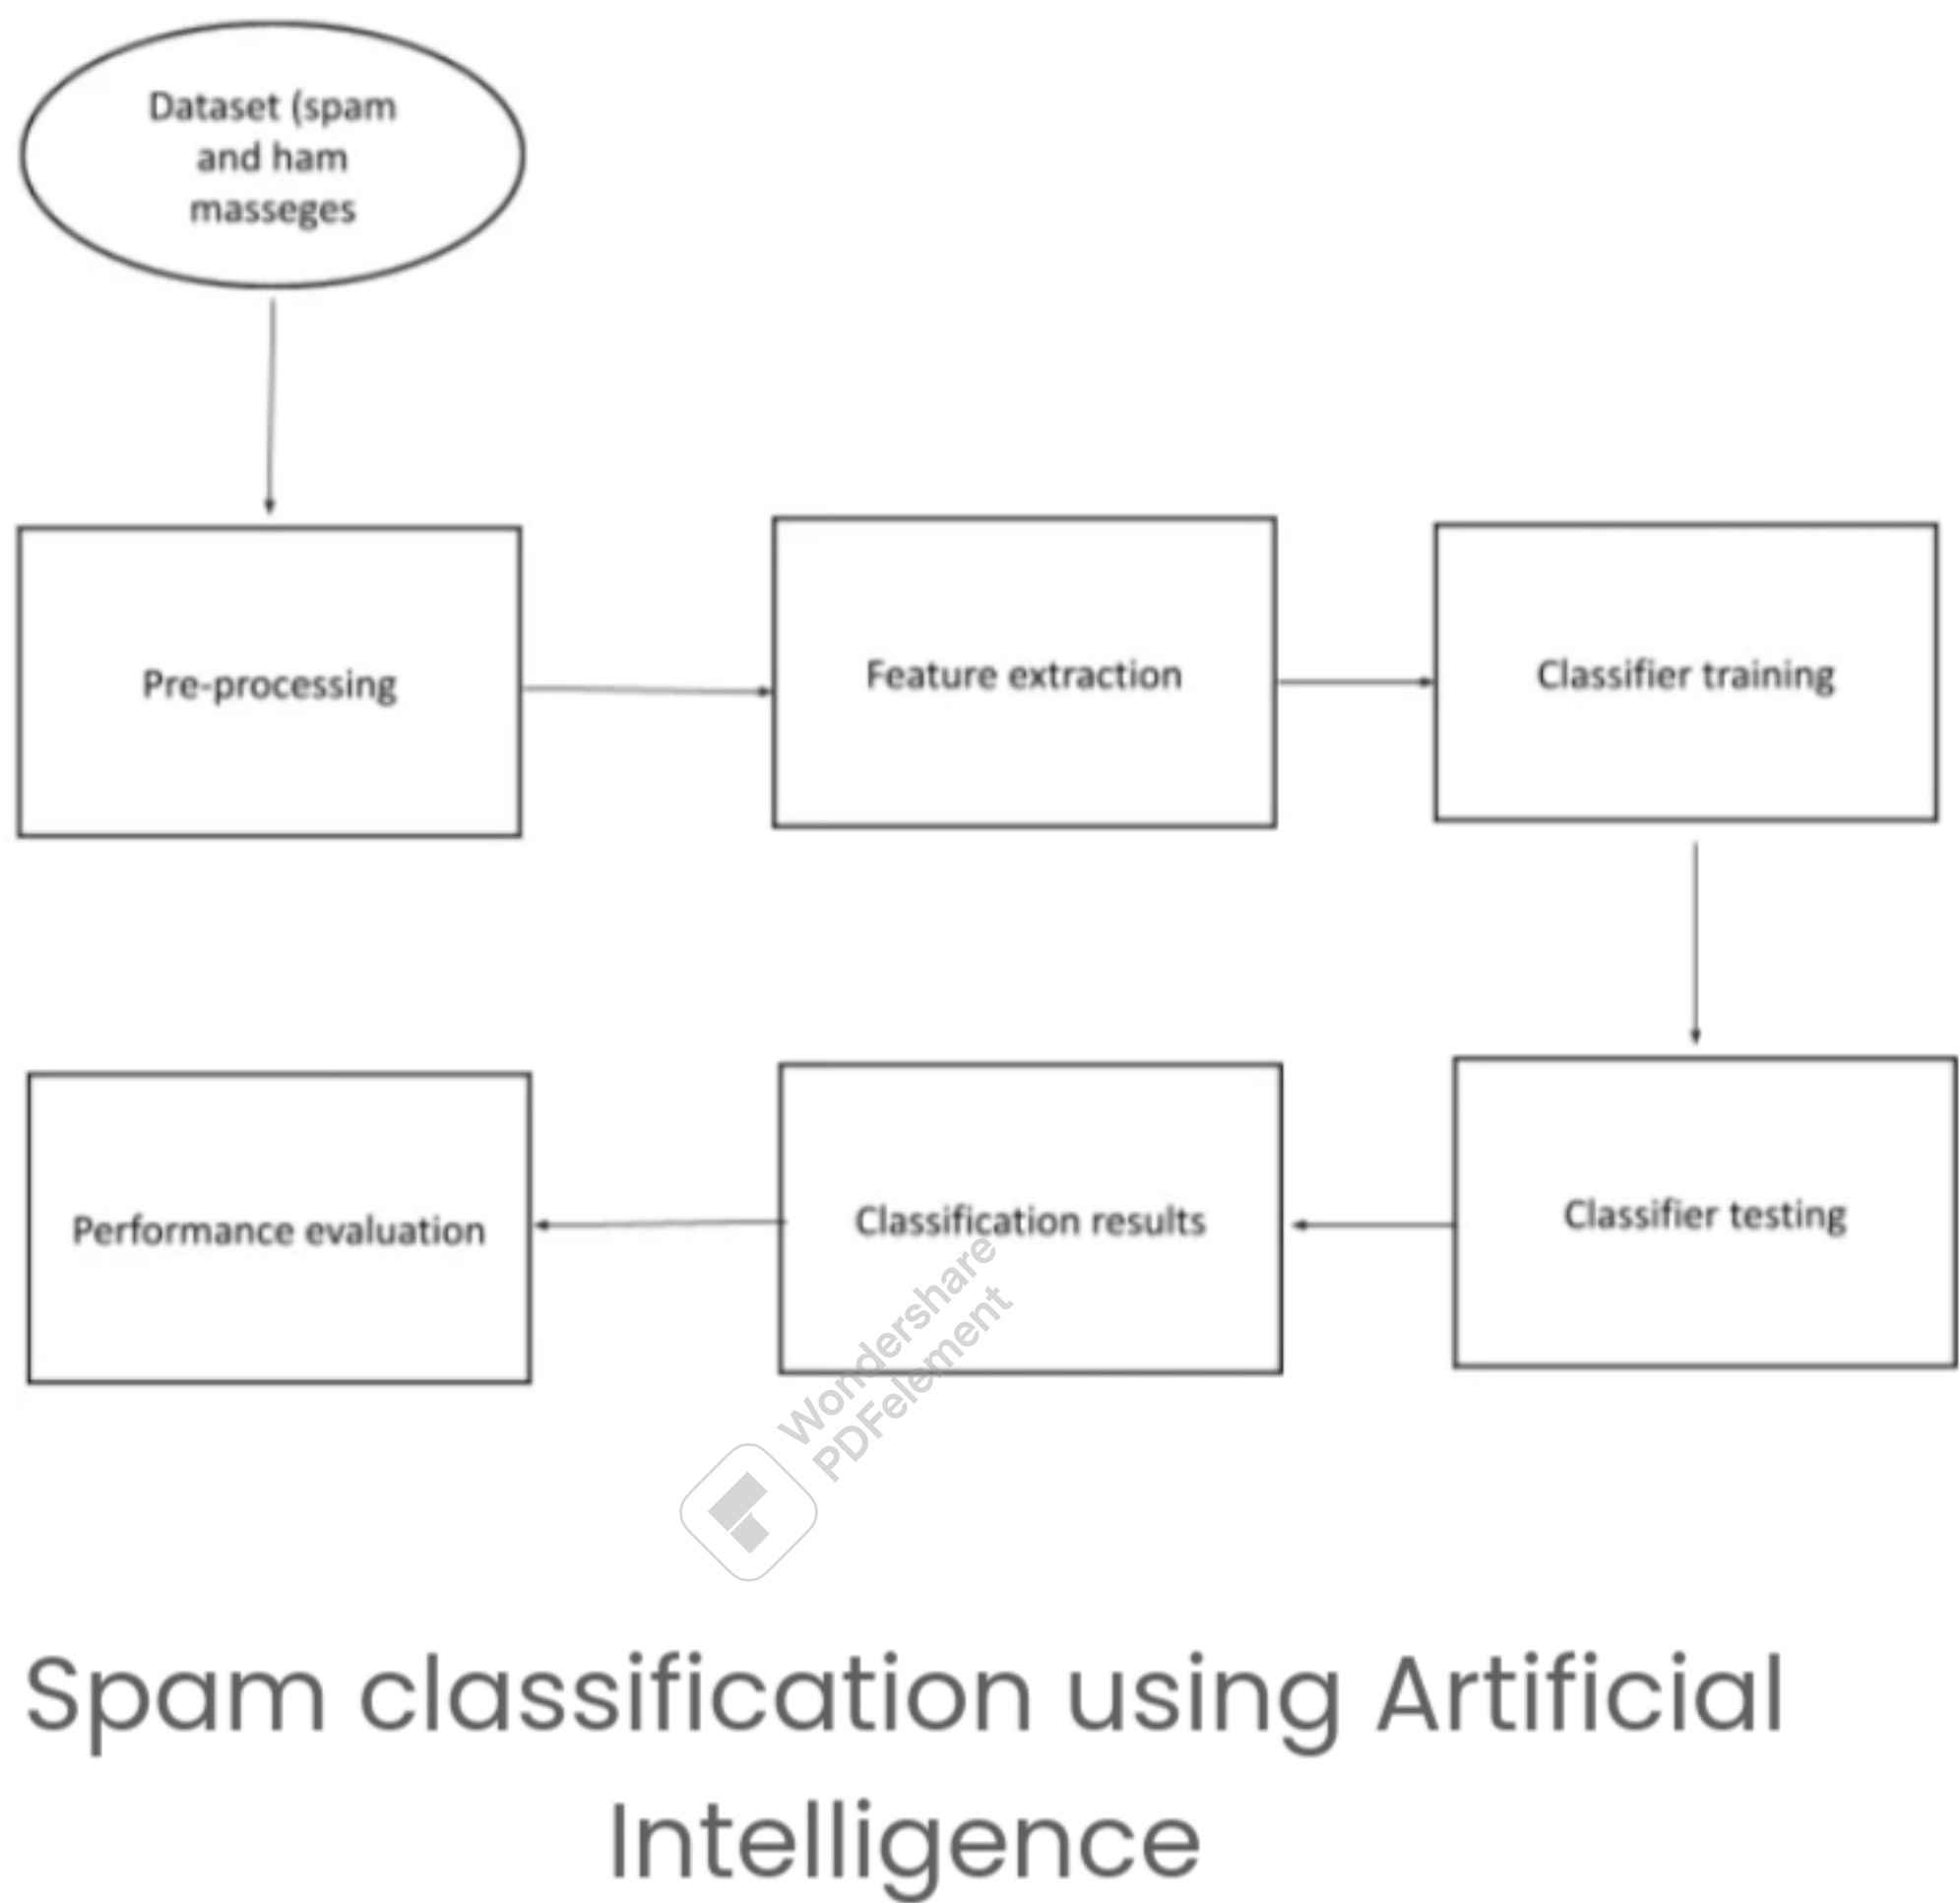 Dataset (spam
and ham
masseges
Pre-processing
Feature extraction
Classifier training
Performance evaluation
Classification results
Classifier testing
Wondershare
PDFelement
Spam classification using Artificial
Intelligence